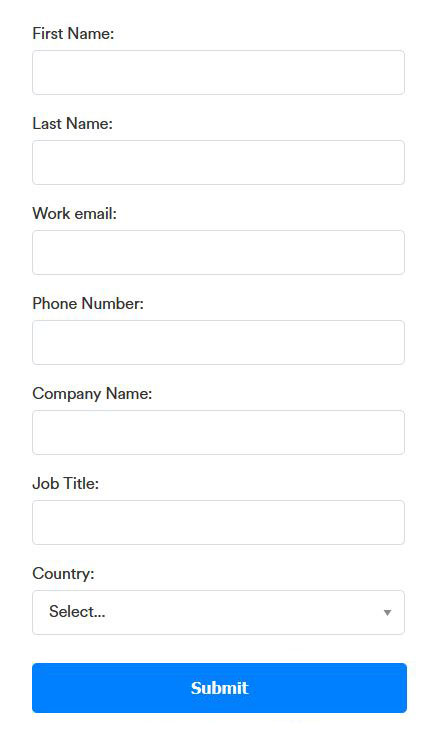 First Name:
Last Name:
Work email:
Phone Number:
Company Name:
Job Title:
Country:
Select...
Submit